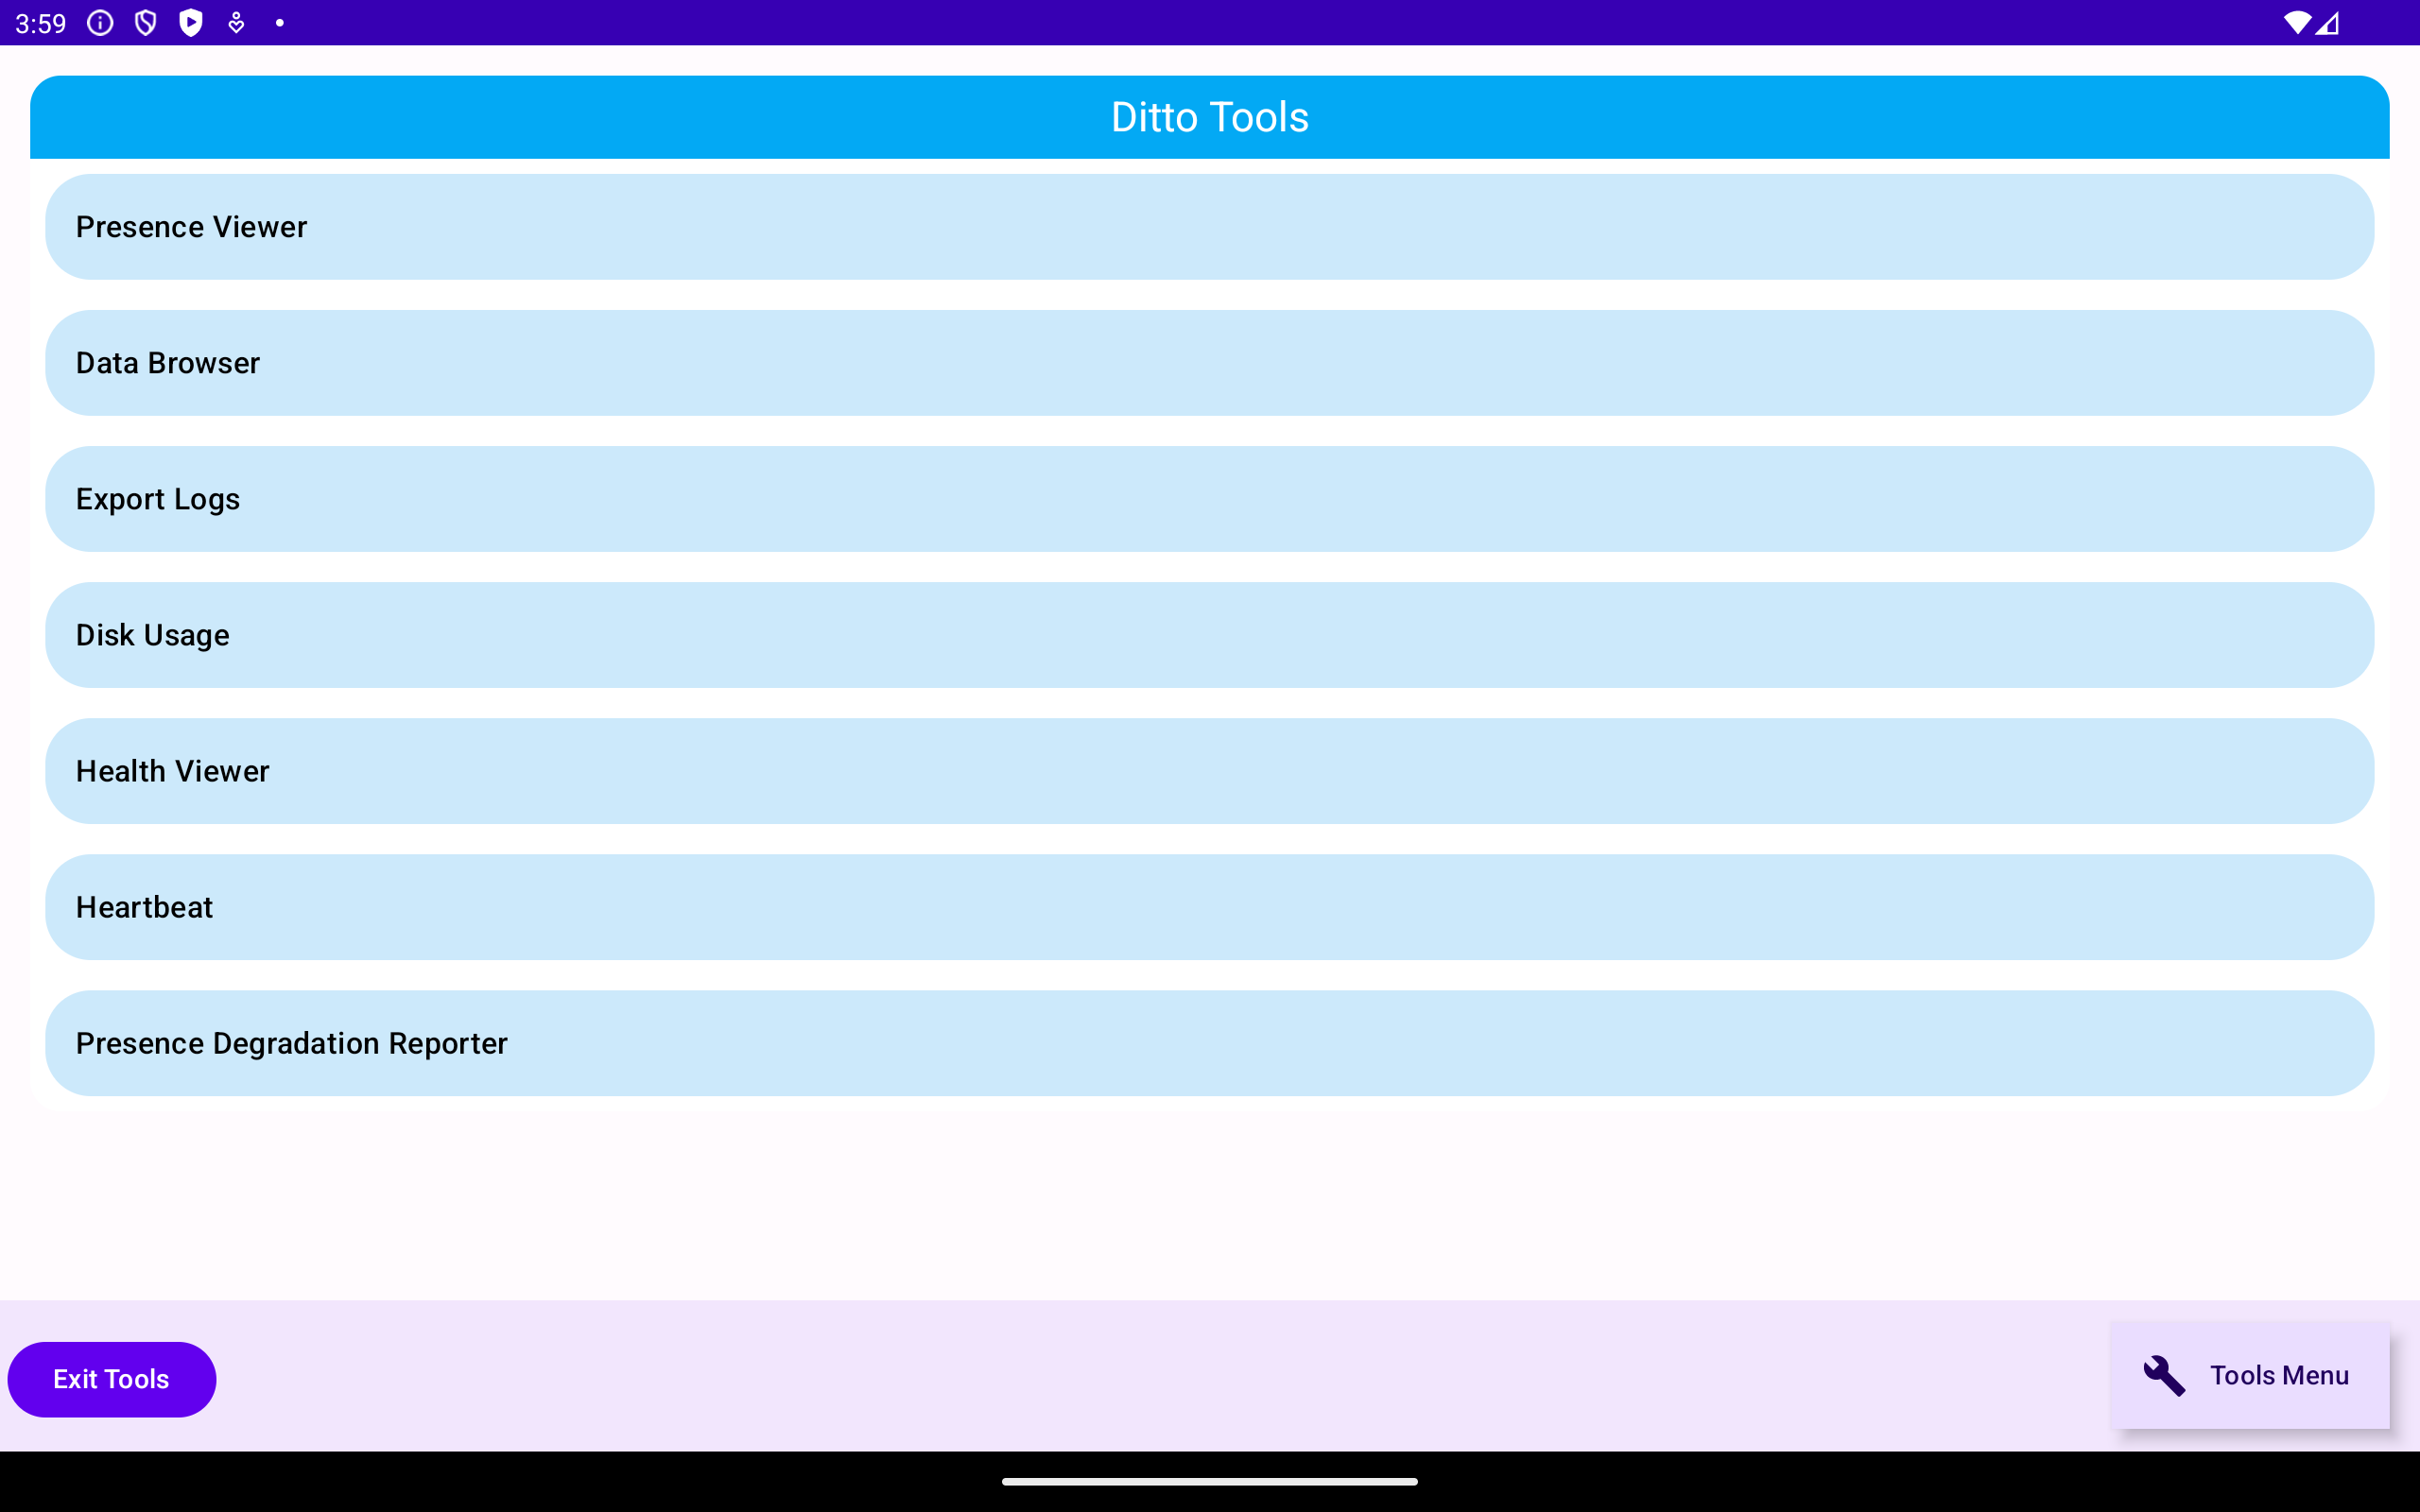 3:59
Ditto Tools
Presence Viewer
Data Browser
Export Logs
Disk Usage
Health Viewer
Heartbeat
Presence Degradation Reporter
Exit Tools
Tools Menu